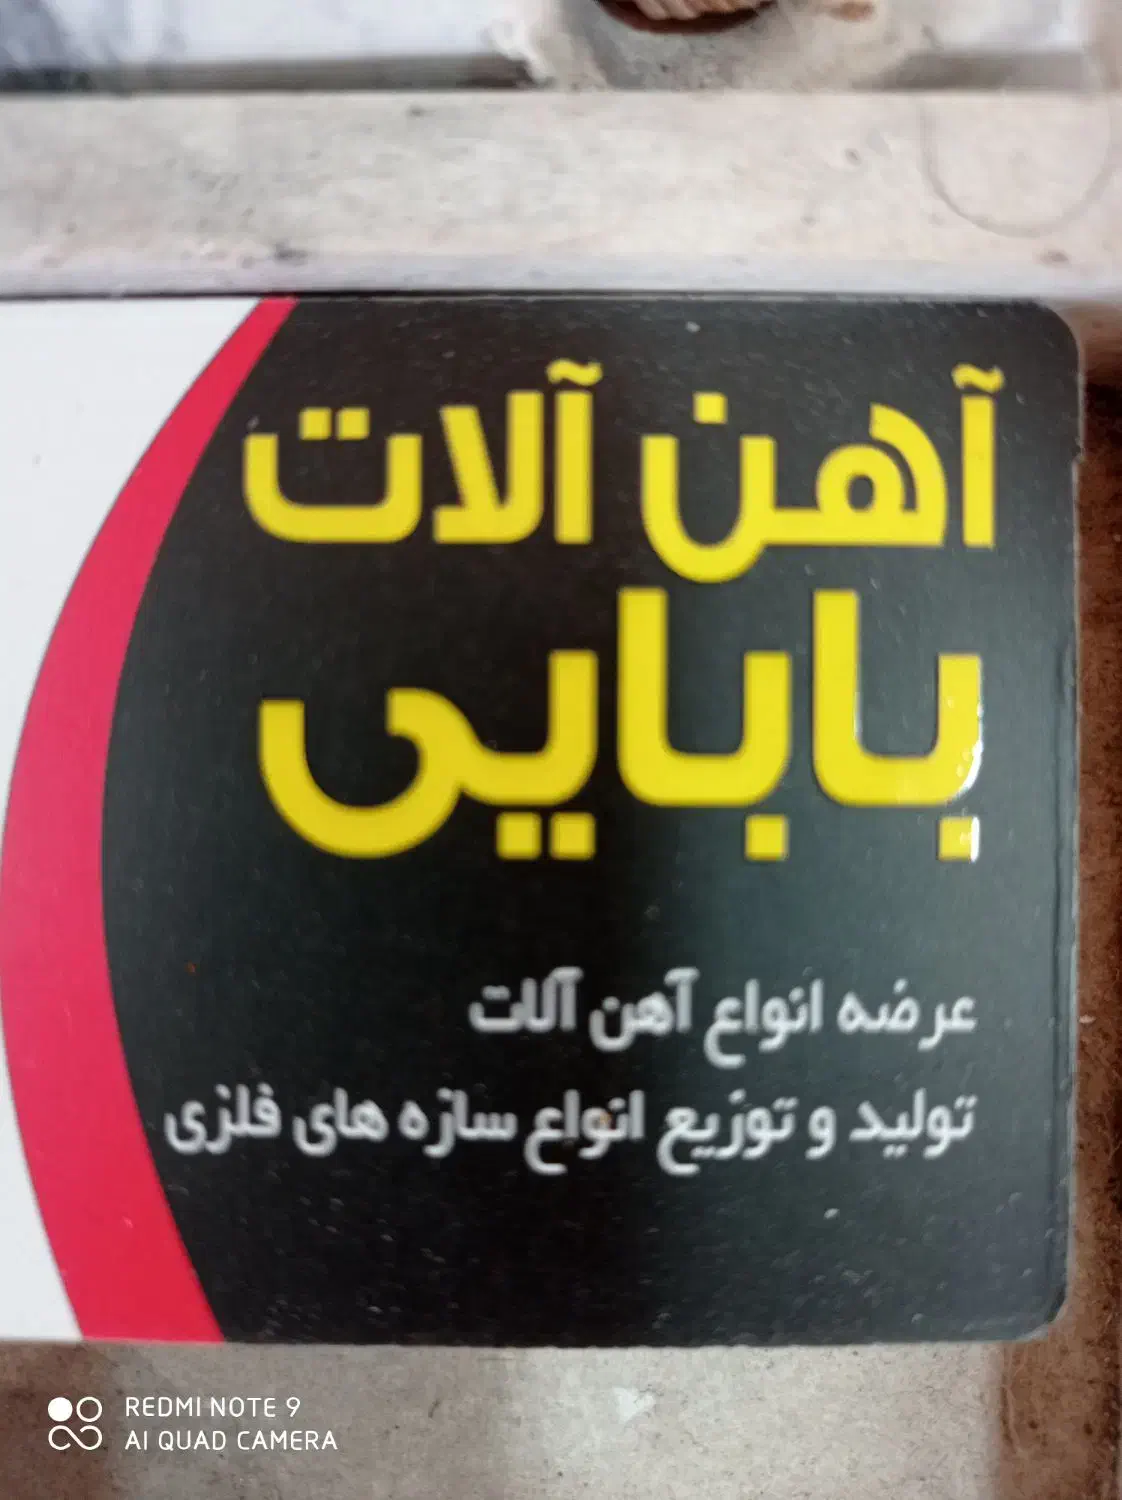 آهن آلات
بابایی
عرضه انواع آهن آلات
تولید و توزیع انواع سازه های فلزی
REDMI NOTE 9
AI QUAD CAMERA